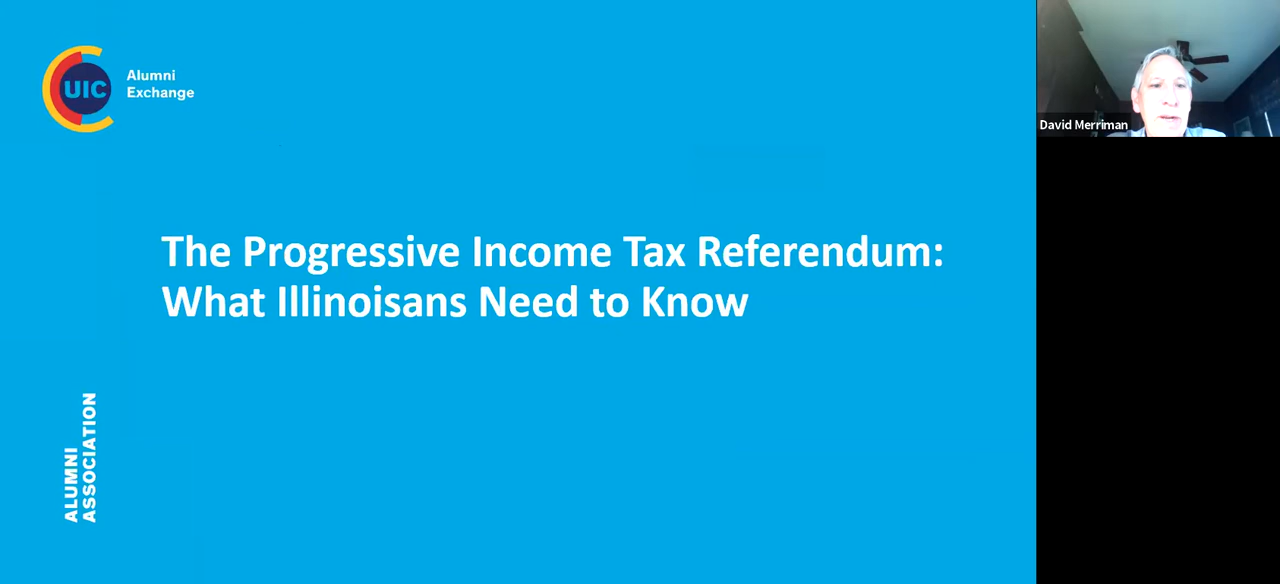 UIC
Alumni
Exchange
David Merriman
The Progressive Income Tax Referendum:
What Illinoisans Need to Know
ALUMNI
ASSOCIATION